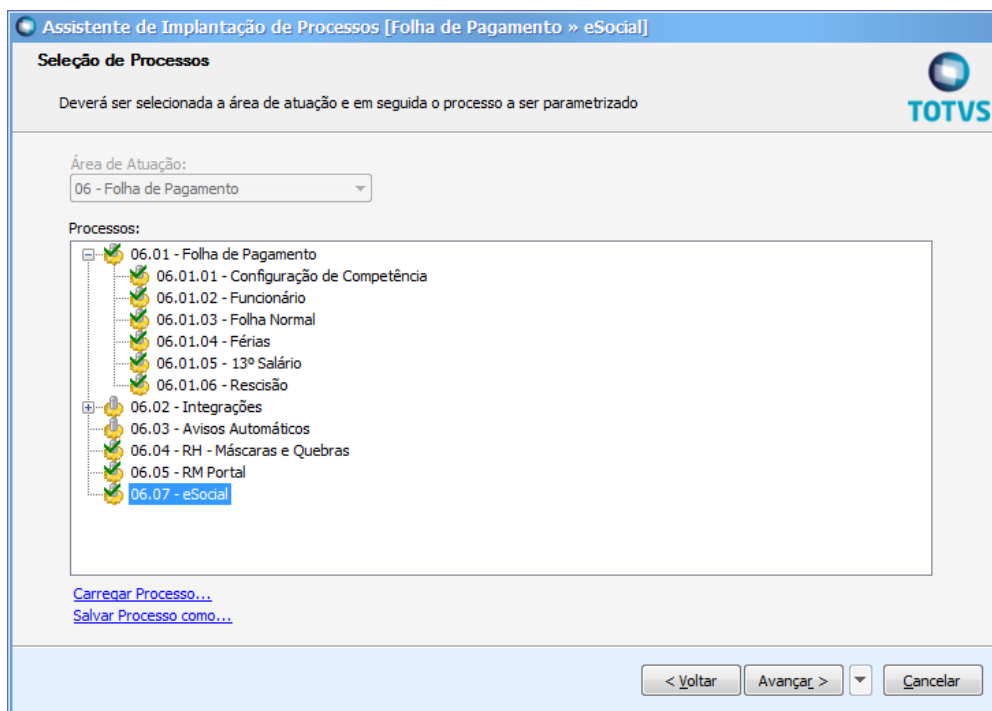 Assistente de Implantação de Processos [Folha de Pagamento » eSocial]
Seleção de Processos
Deverá ser selecionada a área de atuação e em seguida o processo a ser parametrizado
TOTVS
Área de Atuação:
06 - Folha de Pagamento
Processos:
06.01 - Folha de Pagamento
06.01.01 - Configuração de Competência
06.01.02 - Funcionário
06.01.03 - Folha Normal
06.01.04 - Férias
06.01.05 - 13º Salário
06.01.06 - Rescisão
06.02 - Integrações
06.03 - Avisos Automáticos
06.04 - RH - Máscaras e Quebras
06.05 - RM Portal
06.07 - eSocial
Carregar Processo...
Salvar Processo como...
< Voltar
Avançar >
Cancelar